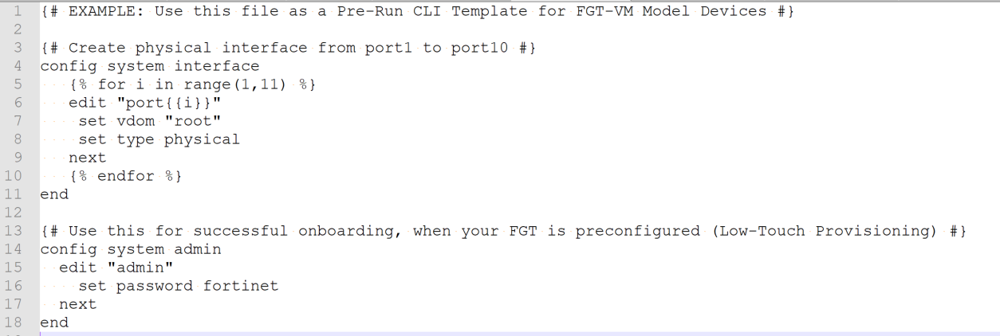 1 {# EXAMPLE: Use this file as a Pre-Run CLI Template for FGT-VM Model Devices #}
2
3 {# Create physical interface from port1 to port10 #}
4 config system interface
5    {% for i in range(1,11) %}
6    edit "port{{i}}"
7     set vdom "root"
8     set type physical
9    next
10    {% endfor %}
11 end
12
13 {# Use this for successful onboarding, when your FGT is preconfigured (Low-Touch Provisioning) #}
14 config system admin
15   edit "admin"
16     set password fortinet
17   next
18 end